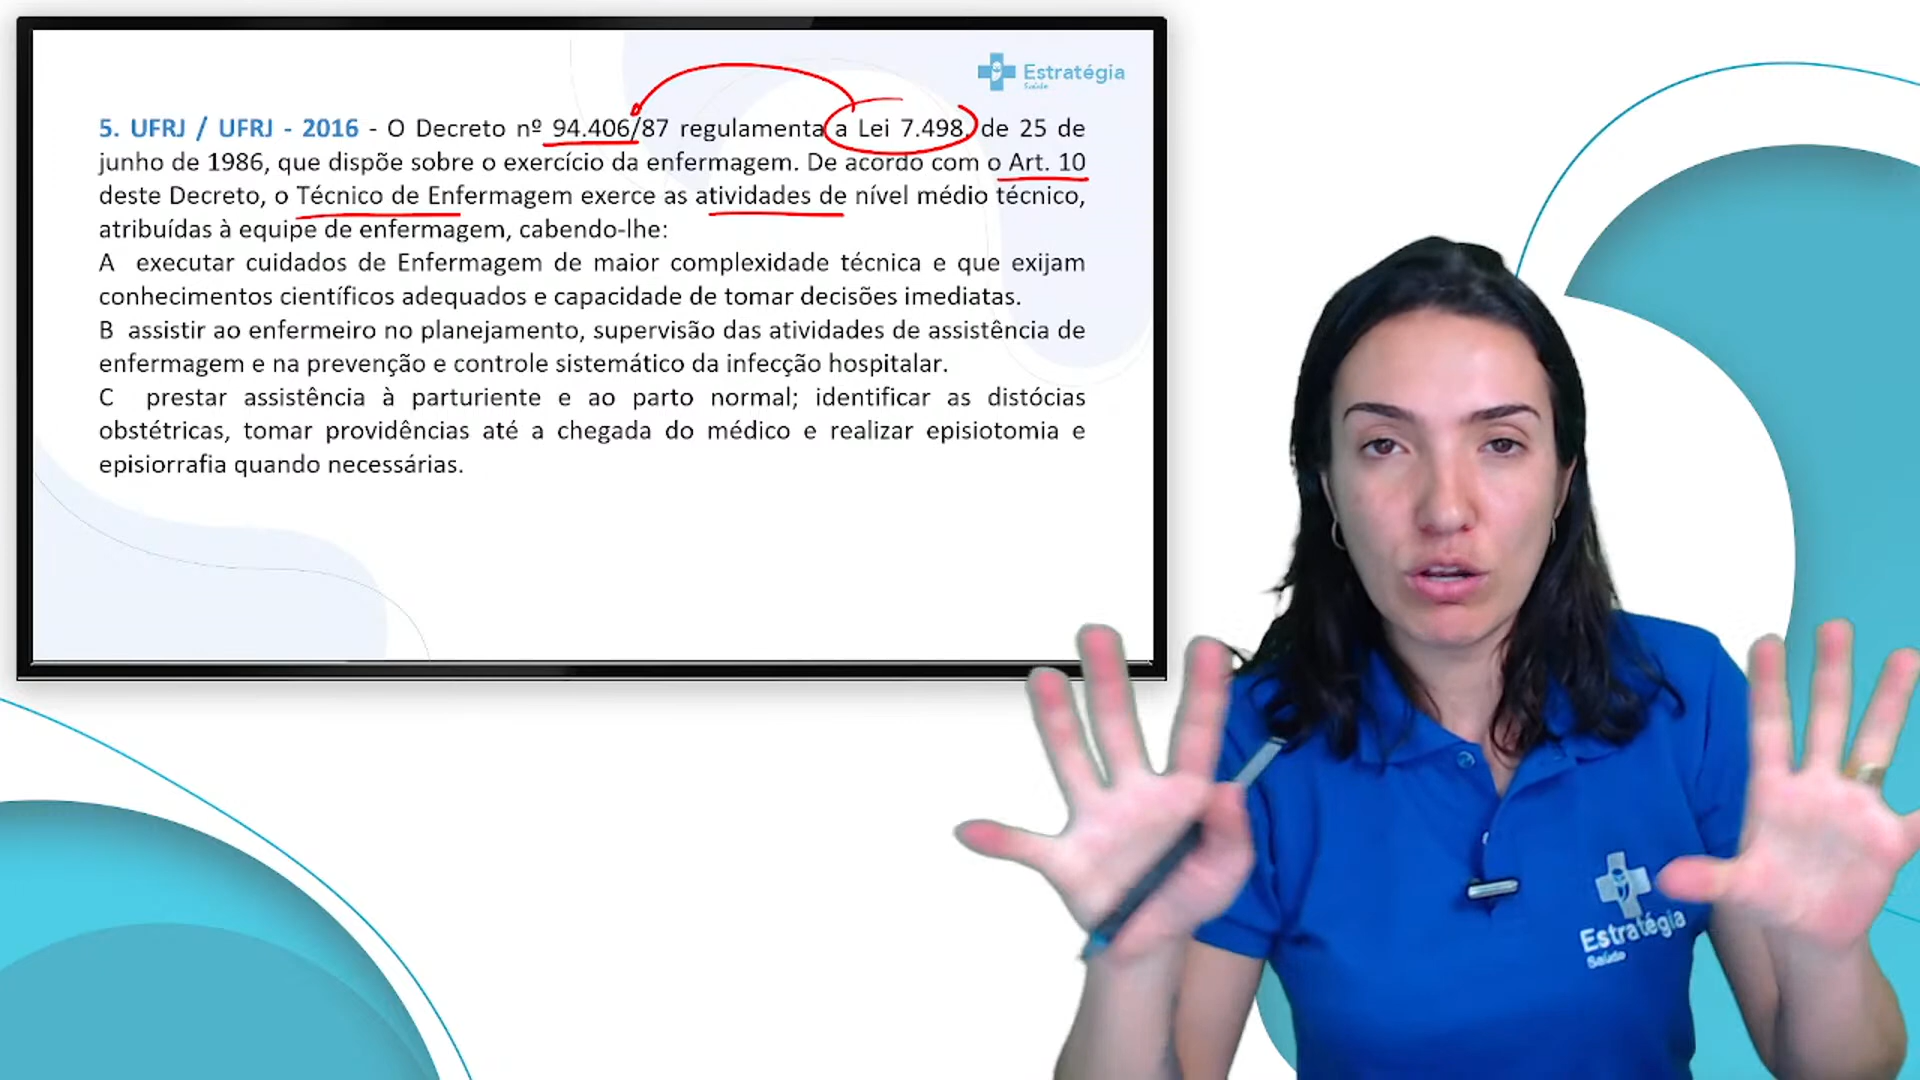 Estratégia
Saúde
5. UFRJ / UFRJ - 2016 - O Decreto nº 94.406/87 regulamenta a Lei 7.498, de 25 de
junho de 1986, que dispõe sobre o exercício da enfermagem. De acordo com o Art. 10
deste Decreto, o Técnico de Enfermagem exerce as atividades de nível médio técnico,
atribuídas à equipe de enfermagem, cabendo-lhe:
A executar cuidados de Enfermagem de maior complexidade técnica e que exijam
conhecimentos científicos adequados e capacidade de tomar decisões imediatas.
B assistir ao enfermeiro no planejamento, supervisão das atividades de assistência de
enfermagem e na prevenção e controle sistemático da infecção hospitalar.
C prestar assistência à parturiente e ao parto normal; identificar as distócias
obstétricas, tomar providências até a chegada do médico e realizar episiotomia e
episiorrafia quando necessárias.
Estratégia
Saúde